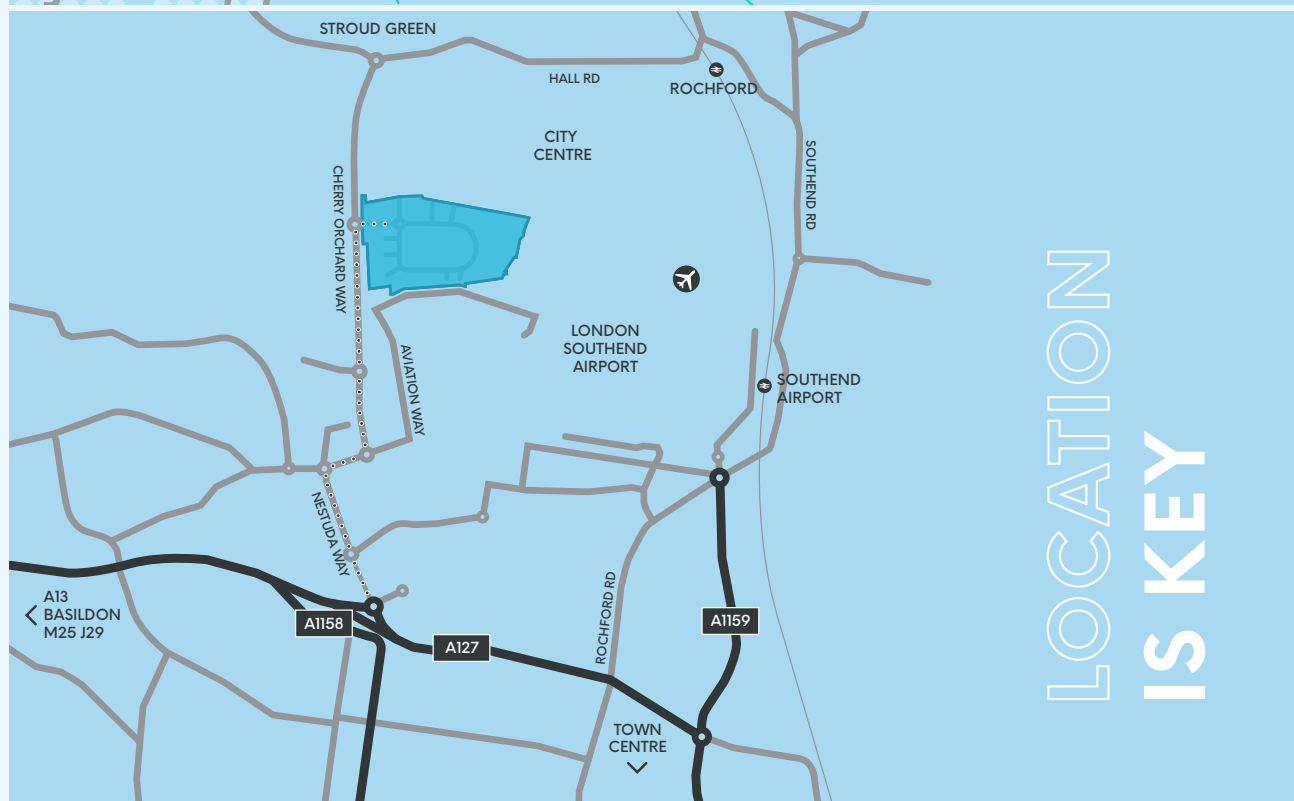 STROUD GREEN
HALL RD
ROCHFORD
CITY
CENTRE
CHERRY ORCHARD WAY
SOUTHEND RD
LONDON
SOUTHEND
AIRPORT
AVIATION WAY
SOUTHEND
AIRPORT
NESTUDA WAY
A13
BASILDON
M25 J29
A1158
A127
ROCHFORD RD
A1159
TOWN
CENTRE
LOCATION
IS KEY